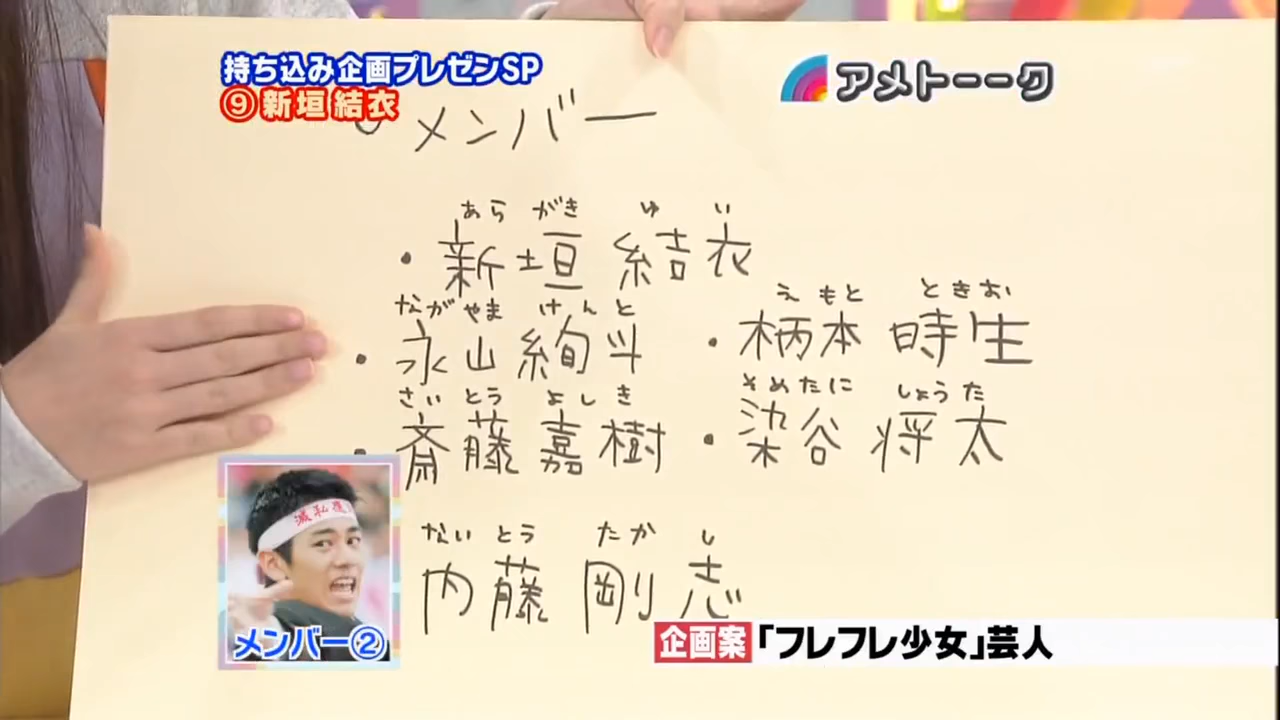 持ち込み企画プレゼンSP
⑨新垣結衣
アメトーーク
メンバー
あらがき ゆい
・新垣 結衣
ながやま けんと
・永山 絢斗
えもと ときお
・柄本 時生
さいとう よしき
・斎藤 嘉樹
そめたに しょうた
・染谷 将太
ないとう たかし
内藤 剛志
滅私
メンバー②
企画案「フレフレ少女」芸人